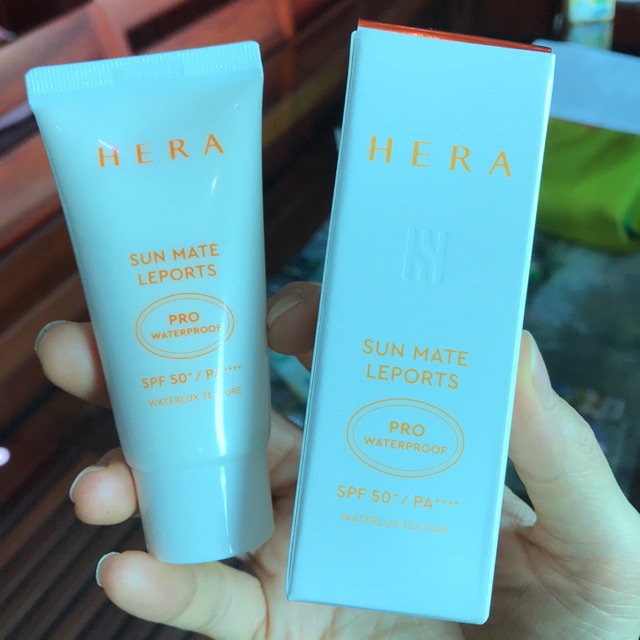 HERA
SUN MATE
LEPORTS
PRO
WATERPROOF
SPF 50+ / PA++++
WATERLUX TEXTURE
HERA
SUN MATE
LEPORTS
PRO
WATERPROOF
SPF 50+ / PA++++
WATERLUX TEXTURE